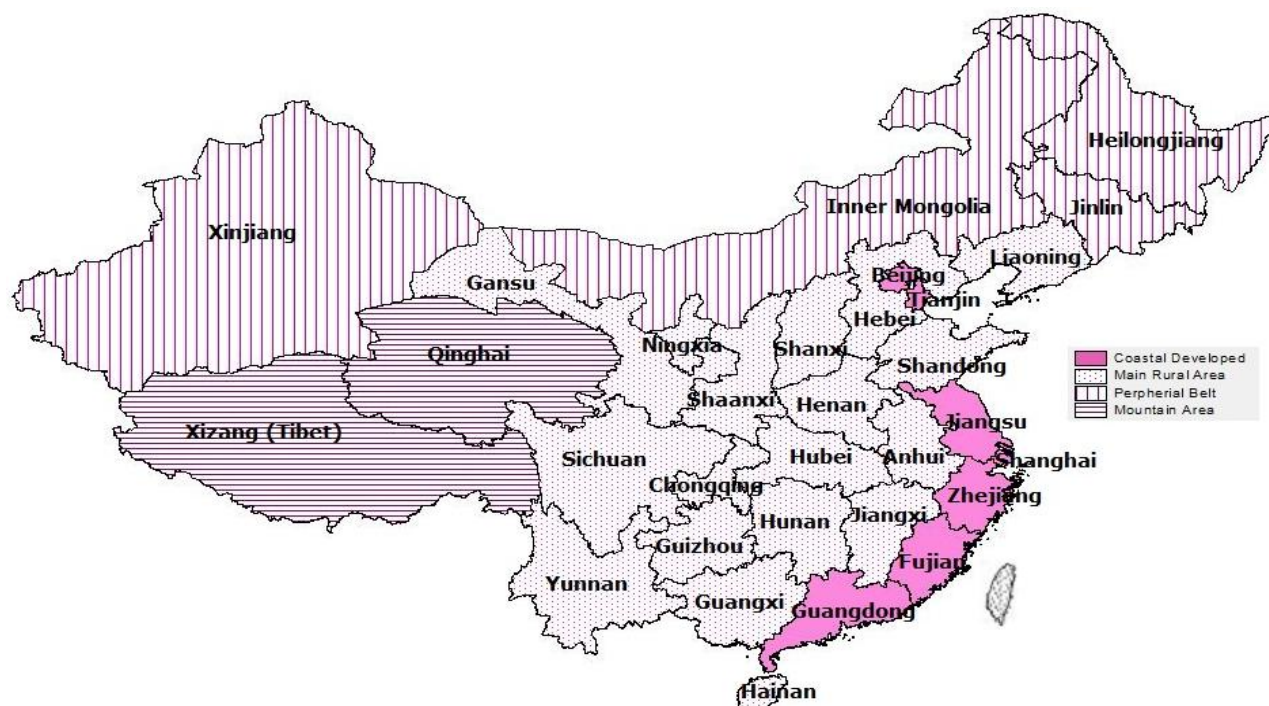 Heilongjiang
Inner Mongolia
Jinlin
Xinjiang
Liaoning
Beijing
Gansu
Tianjin
Hebei
Ningxia
Shanxi
Qinghai
Shandong
Coastal Developed
Main Rural Area
Perpherial Belt
Mountain Area
Shaanxi
Henan
Jiangsu
Xizang (Tibet)
Sichuan
Hubei
Anhui
Shanghai
Chongqing
Zhejiang
Hunan
Jiangxi
Guizhou
Fujian
Yunnan
Guangxi
Guangdong
Hainan